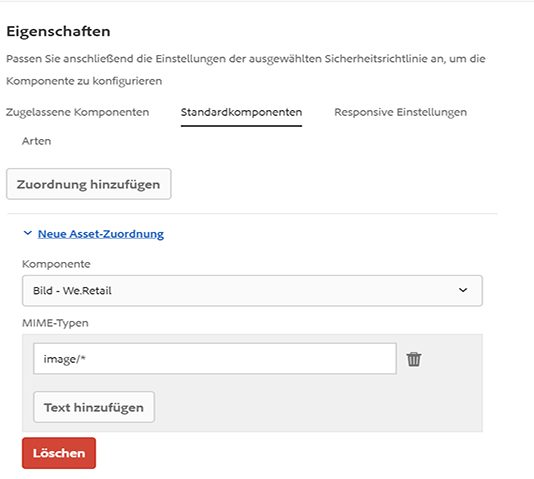 Eigenschaften
Passen Sie anschließend die Einstellungen der ausgewählten Sicherheitsrichtlinie an, um die
Komponente zu konfigurieren
Zugelassene Komponenten Standardkomponenten Responsive Einstellungen
Arten
Zuordnung hinzufügen
Neue Asset-Zuordnung
Komponente
Bild - We.Retail
MIME-Typen
image/*
Text hinzufügen
Löschen